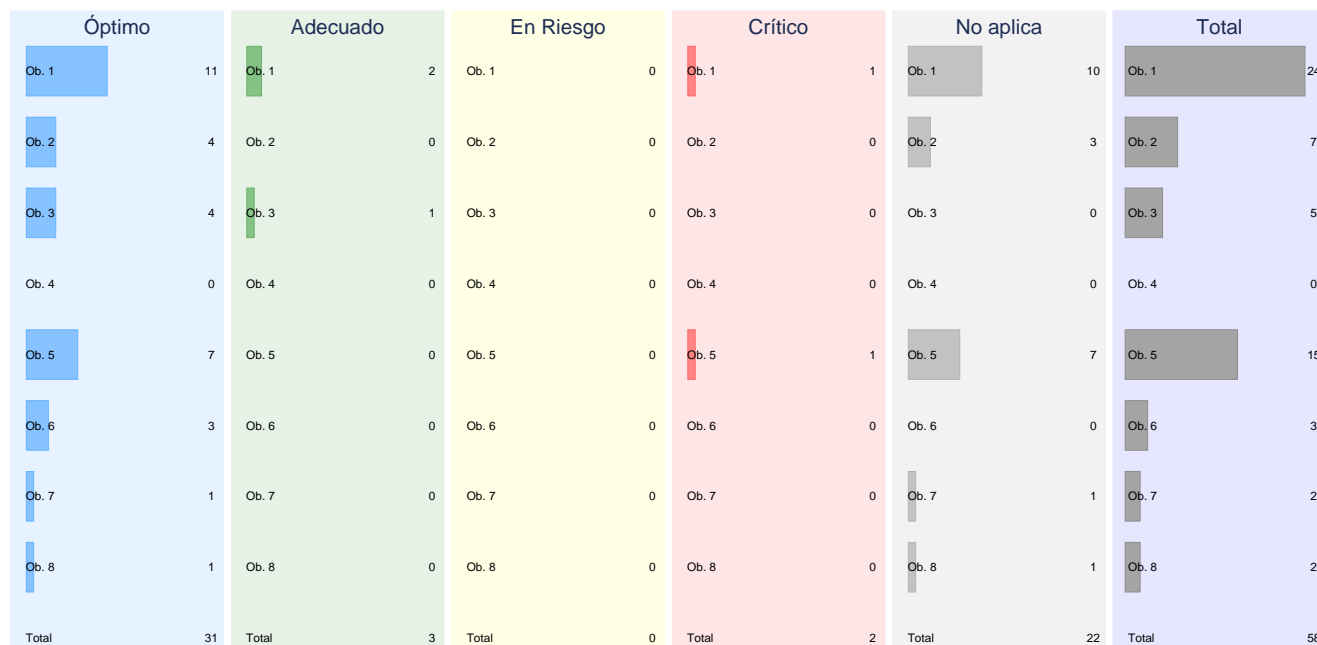 Óptimo Adecuado En Riesgo Crítico No aplica Total
Ob. 1 11 Ob. 1 2 Ob. 1 0 Ob. 1 1 Ob. 1 10 Ob. 1 24
Ob. 2 4 Ob. 2 0 Ob. 2 0 Ob. 2 0 Ob. 2 3 Ob. 2 7
Ob. 3 4 Ob. 3 1 Ob. 3 0 Ob. 3 0 Ob. 3 0 Ob. 3 5
Ob. 4 0 Ob. 4 0 Ob. 4 0 Ob. 4 0 Ob. 4 0 Ob. 4 0
Ob. 5 7 Ob. 5 0 Ob. 5 0 Ob. 5 1 Ob. 5 7 Ob. 5 15
Ob. 6 3 Ob. 6 0 Ob. 6 0 Ob. 6 0 Ob. 6 0 Ob. 6 3
Ob. 7 1 Ob. 7 0 Ob. 7 0 Ob. 7 0 Ob. 7 1 Ob. 7 2
Ob. 8 1 Ob. 8 0 Ob. 8 0 Ob. 8 0 Ob. 8 1 Ob. 8 2
Total 31 Total 3 Total 0 Total 2 Total 22 Total 58